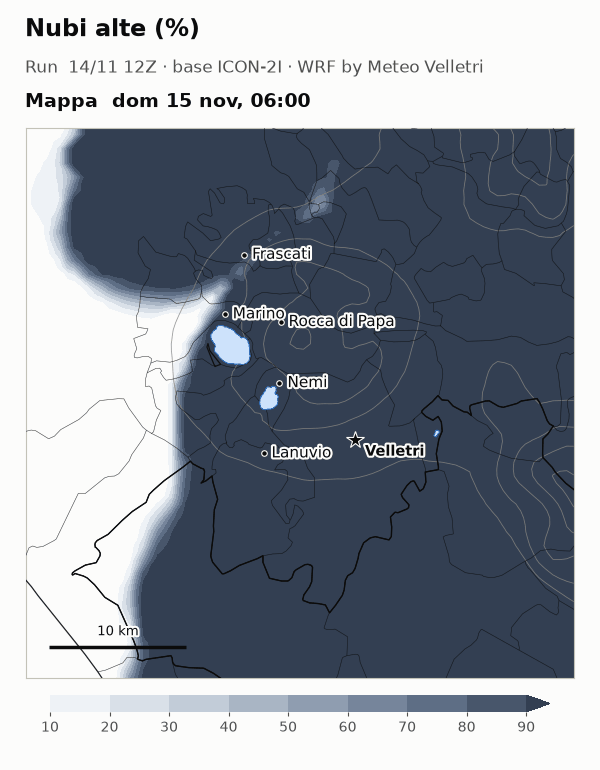 Nubi alte (%)
Run 14/11 12Z · base ICON-2I · WRF by Meteo Velletri
Mappa dom 15 nov, 06:00
Frascati
Marino
Rocca di Papa
Nemi
Velletri
Lanuvio
10 km
10 20 30 40 50 60 70 80 90